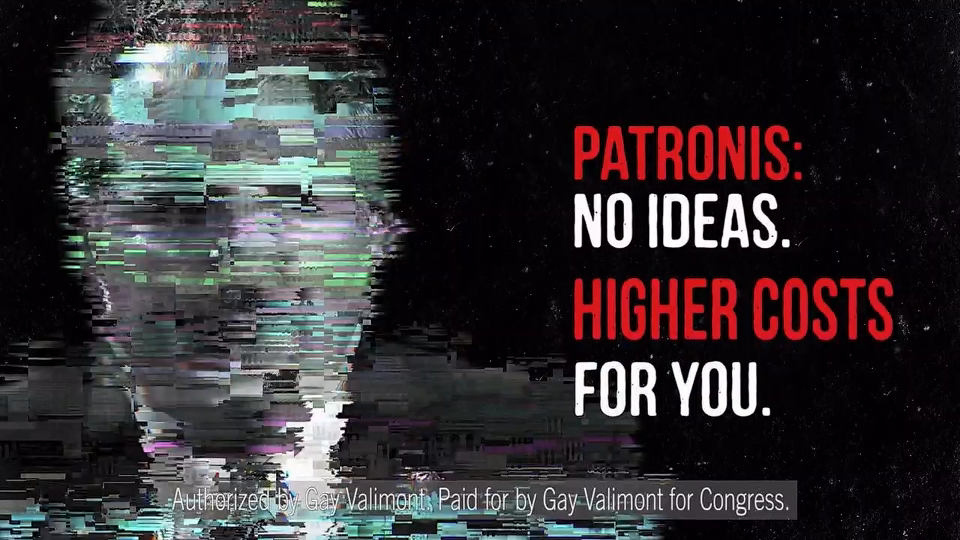 PATRONIS:
NO IDEAS.
HIGHER COSTS
FOR YOU.
Authorized by Gay Valimont. Paid for by Gay Valimont for Congress.